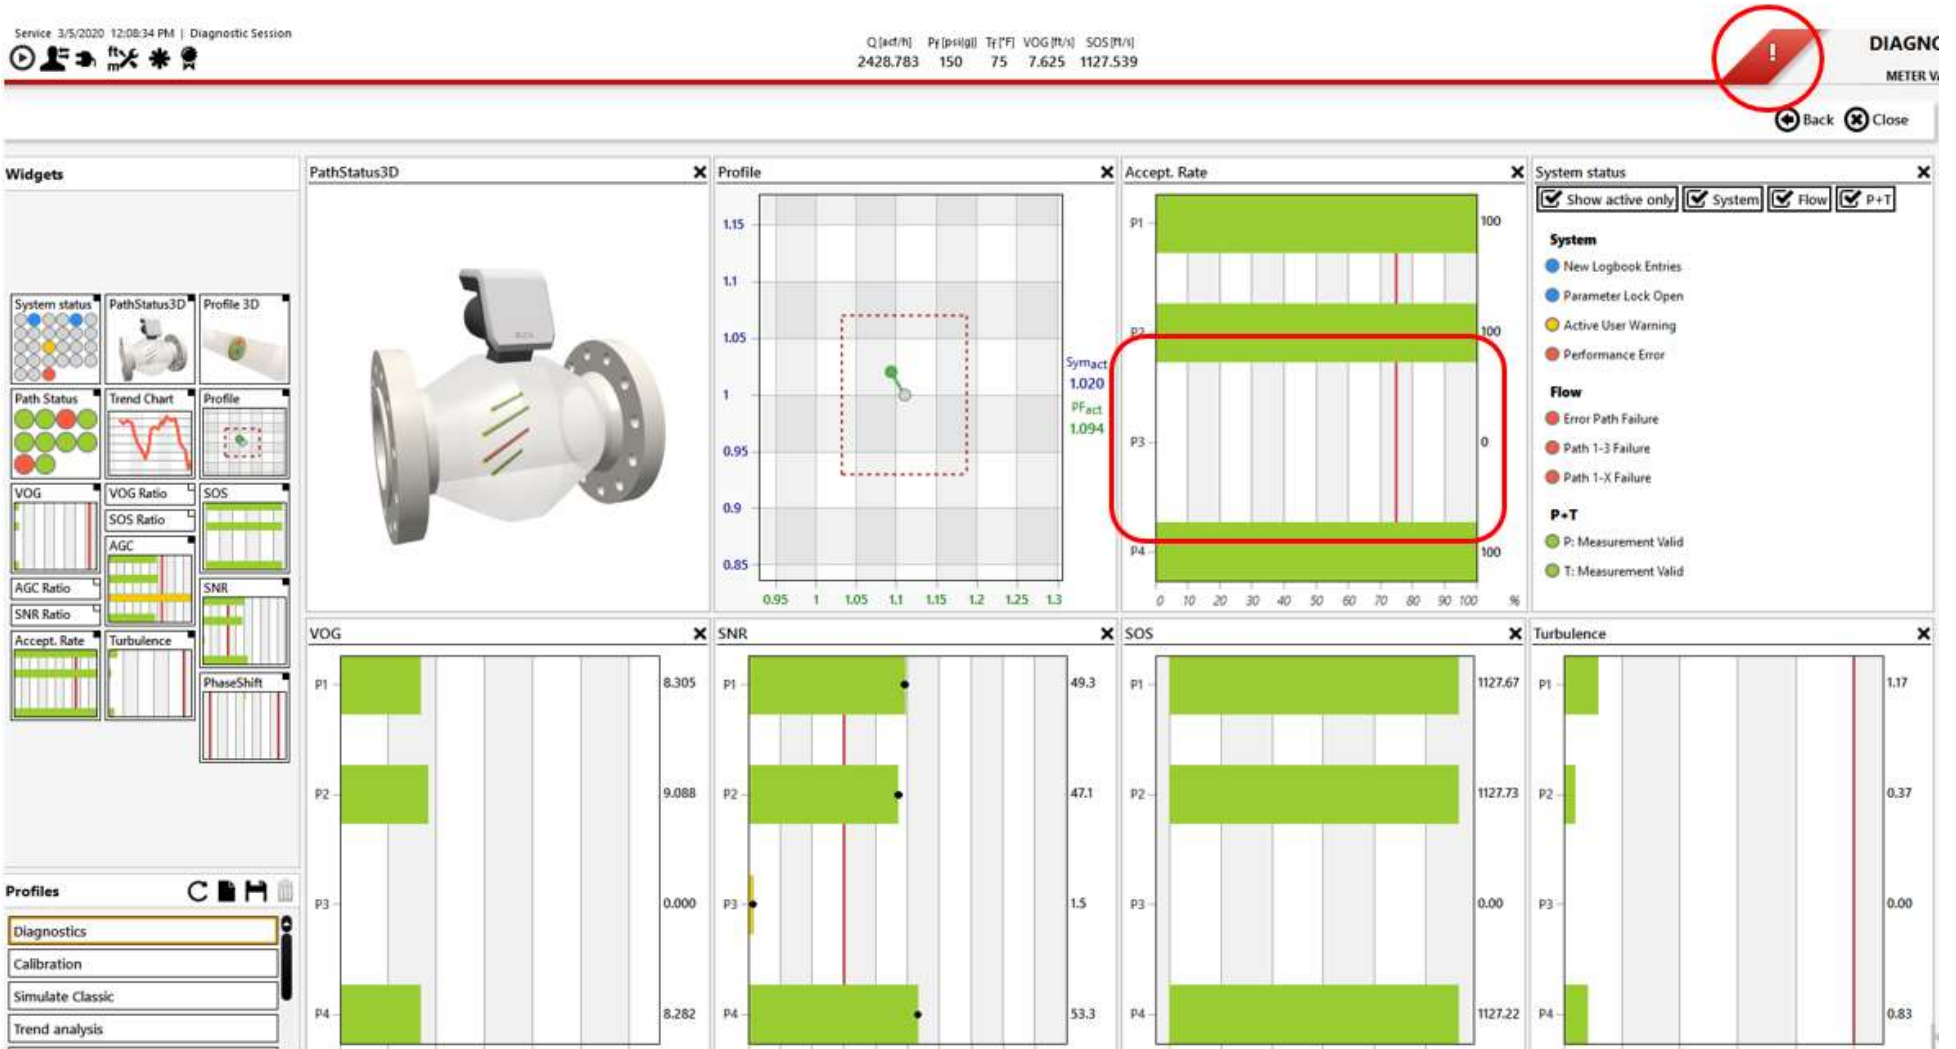 Service 3/5/2020 12:08:34 PM | Diagnostic Session
Q [acf/h] Pf [psi(g)] Tf [°F] VOG [ft/s] SOS [ft/s]
2428.783 150 75 7.625 1127.539
ft
m
!
DIAGNO
METER VA
Back Close
Widgets
System status PathStatus3D Profile 3D
Path Status Trend Chart Profile
VOG VOG Ratio SOS
SOS Ratio
AGC
AGC Ratio SNR
SNR Ratio
Accept. Rate Turbulence
PhaseShift
Profiles
Diagnostics
Calibration
Simulate Classic
Trend analysis
PathStatus3D
Profile
1.15
1.1
1.05
1
0.95
0.9
0.85
0.95 1 1.05 1.1 1.15 1.2 1.25 1.3
Symact
1.020
PFact
1.094
Accept. Rate
P1 100
P2 100
P3 0
P4 100
0 10 20 30 40 50 60 70 80 90 100 %
System status
Show active only System Flow P+T
System
New Logbook Entries
Parameter Lock Open
Active User Warning
Performance Error
Flow
Error Path Failure
Path 1-3 Failure
Path 1-X Failure
P+T
P: Measurement Valid
T: Measurement Valid
VOG
P1 8.305
P2 9.088
P3 0.000
P4 8.282
SNR
P1 49.3
P2 47.1
P3 1.5
P4 53.3
SOS
P1 1127.67
P2 1127.73
P3 0.00
P4 1127.22
Turbulence
P1 1.17
P2 0.37
P3 0.00
P4 0.83